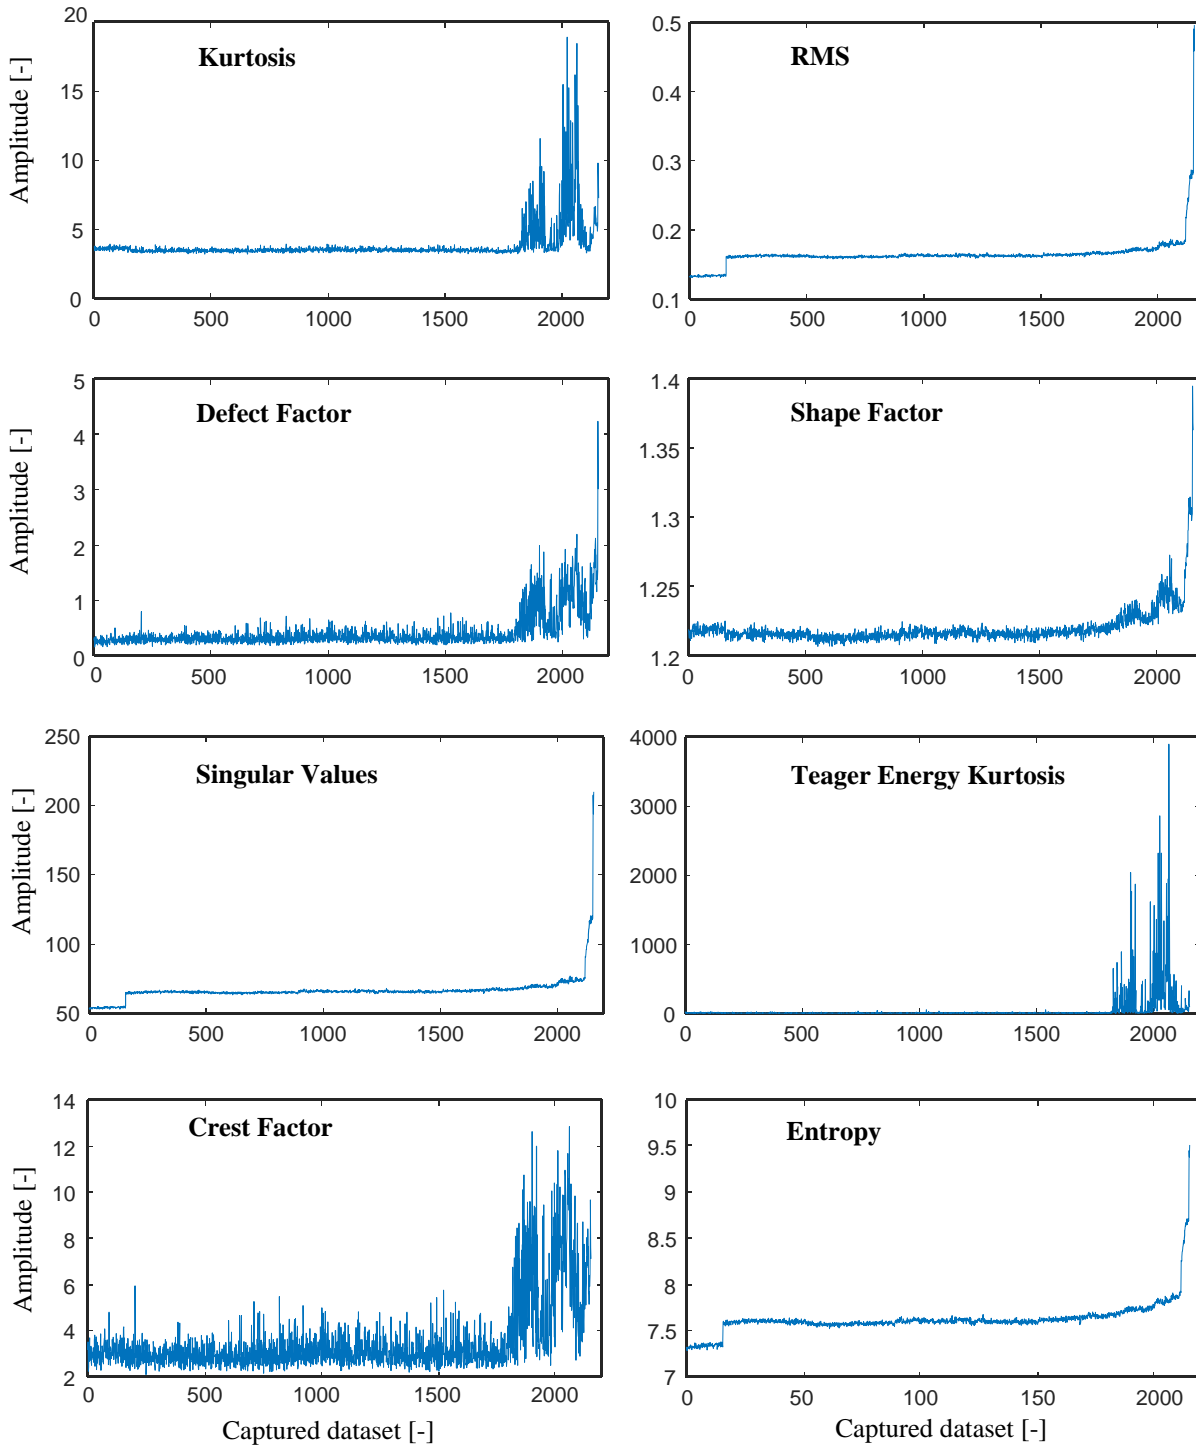 Kurtosis
Amplitude [-]
20
15
10
5
0
0 500 1000 1500 2000
RMS
0.5
0.4
0.3
0.2
0.1
0 500 1000 1500 2000
Defect Factor
Amplitude [-]
5
4
3
2
1
0
0 500 1000 1500 2000
Shape Factor
1.4
1.35
1.3
1.25
1.2
0 500 1000 1500 2000
Singular Values
Amplitude [-]
250
200
150
100
50
0 500 1000 1500 2000
Teager Energy Kurtosis
4000
3000
2000
1000
0
0 500 1000 1500 2000
Crest Factor
Amplitude [-]
14
12
10
8
6
4
2
0 500 1000 1500 2000
Captured dataset [-]
Entropy
10
9.5
9
8.5
8
7.5
7
0 50 100 50 2000
Captured dataset [-]